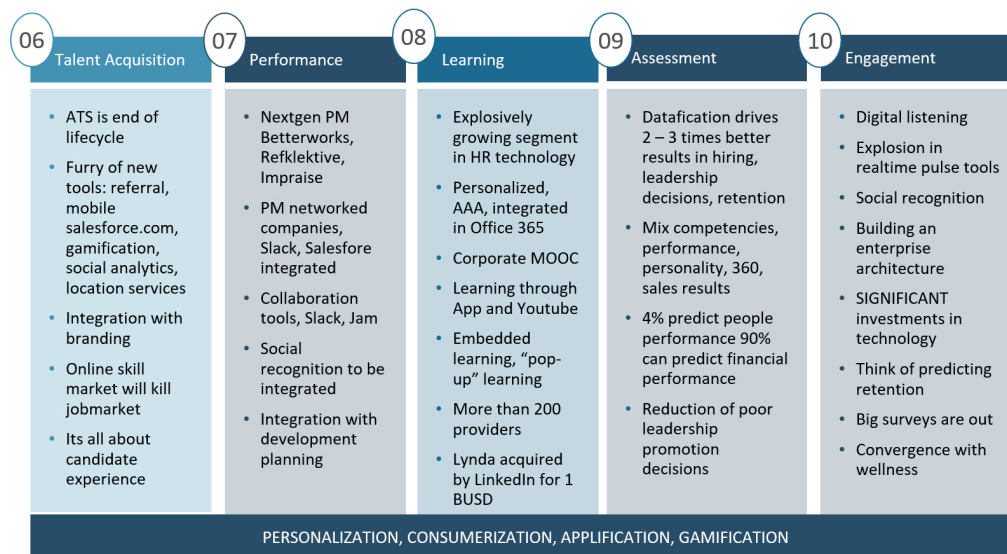 06
Talent Acquisition
• ATS is end of
lifecycle
• Furry of new
tools: referral,
mobile
salesforce.com,
gamification,
social analytics,
location services
• Integration with
branding
• Online skill
market will kill
jobmarket
• Its all about
candidate
experience
07
Performance
• Nextgen PM
Betterworks,
Refklektive,
Impraise
• PM networked
companies,
Slack, Salesfore
integrated
• Collaboration
tools, Slack, Jam
• Social
recognition to be
integrated
• Integration with
development
planning
08
Learning
• Explosively
growing segment
in HR technology
• Personalized,
AAA, integrated
in Office 365
• Corporate MOOC
• Learning through
App and Youtube
• Embedded
learning, “pop-
up” learning
• More than 200
providers
• Lynda acquired
by LinkedIn for 1
BUSD
09
Assessment
• Datafication drives
2 – 3 times better
results in hiring,
leadership
decisions, retention
• Mix competencies,
performance,
personality, 360,
sales results
• 4% predict people
performance 90%
can predict financial
performance
• Reduction of poor
leadership
promotion
decisions
10
Engagement
• Digital listening
• Explosion in
realtime pulse tools
• Social recognition
• Building an
enterprise
architecture
• SIGNIFICANT
investments in
technology
• Think of predicting
retention
• Big surveys are out
• Convergence with
wellness
PERSONALIZATION, CONSUMERIZATION, APPLIFICATION, GAMIFICATION